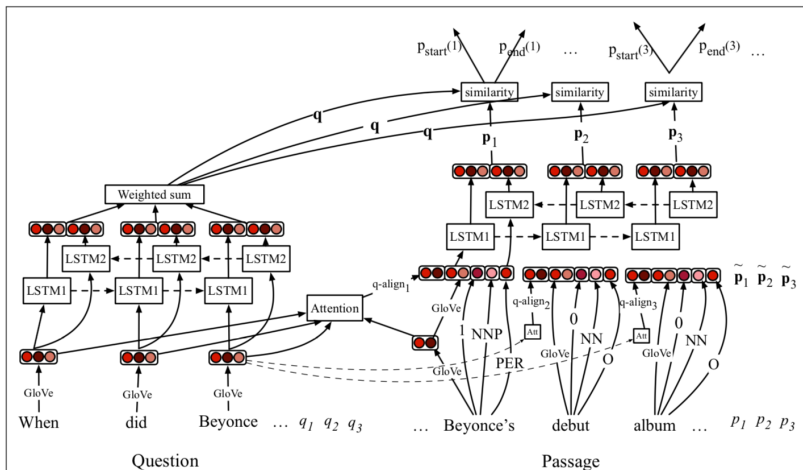 p_start(1) p_end(1) … p_start(3) p_end(3) …
similarity similarity similarity
q q q
p_1 p_2 p_3
Weighted sum
LSTM2 LSTM2 LSTM2
LSTM1 LSTM1 LSTM1
LSTM2 LSTM2 LSTM2
LSTM1 LSTM1 LSTM1
q-align_1 q-align_2 q-align_3
p̃_1 p̃_2 p̃_3
Attention Att Att
GloVe 1 NNP PER
GloVe
GloVe 0 NN O
GloVe 0 NN O
GloVe GloVe GloVe
When did Beyonce … q_1 q_2 q_3
… Beyonce's debut album … p_1 p_2 p_3
Question Passage